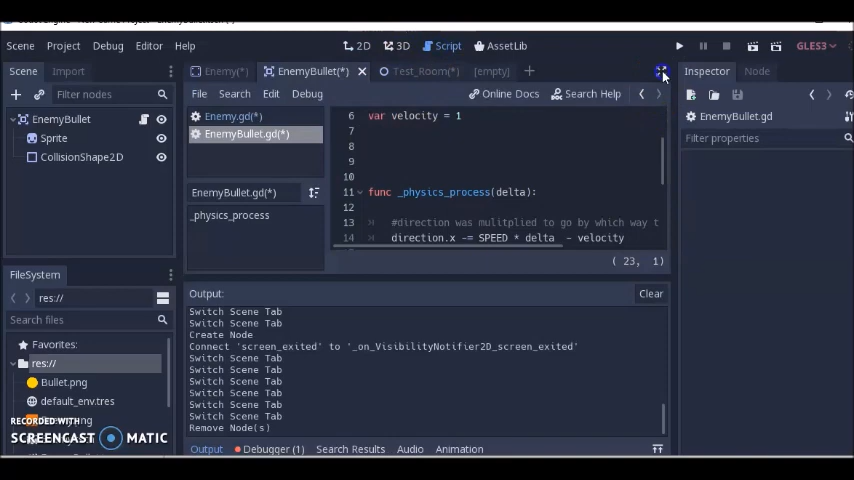 Scene Project Debug Editor Help
2D 3D Script AssetLib
GLES3
Scene Import
Enemy(*) EnemyBullet(*) Test_Room(*) [empty]
Inspector Node
Filter nodes
File Search Edit Debug
Online Docs Search Help
EnemyBullet
Sprite
CollisionShape2D
Enemy.gd(*)
EnemyBullet.gd(*)
EnemyBullet.gd(*)
_physics_process
6 var velocity = 1
7
8
9
10
11 func _physics_process(delta):
12
13 #direction was mulitplied to go by which way t
14 direction.x -= SPEED * delta - velocity
( 23, 1)
EnemyBullet.gd
Filter properties
FileSystem
res://
Search files
Favorites:
res://
Bullet.png
default_env.tres
Output:
Clear
Switch Scene Tab
Switch Scene Tab
Create Node
Connect 'screen_exited' to '_on_VisibilityNotifier2D_screen_exited'
Switch Scene Tab
Switch Scene Tab
Switch Scene Tab
Switch Scene Tab
Switch Scene Tab
Switch Scene Tab
Remove Node(s)
Output Debugger (1) Search Results Audio Animation
RECORDED WITH
SCREENCAST MATIC